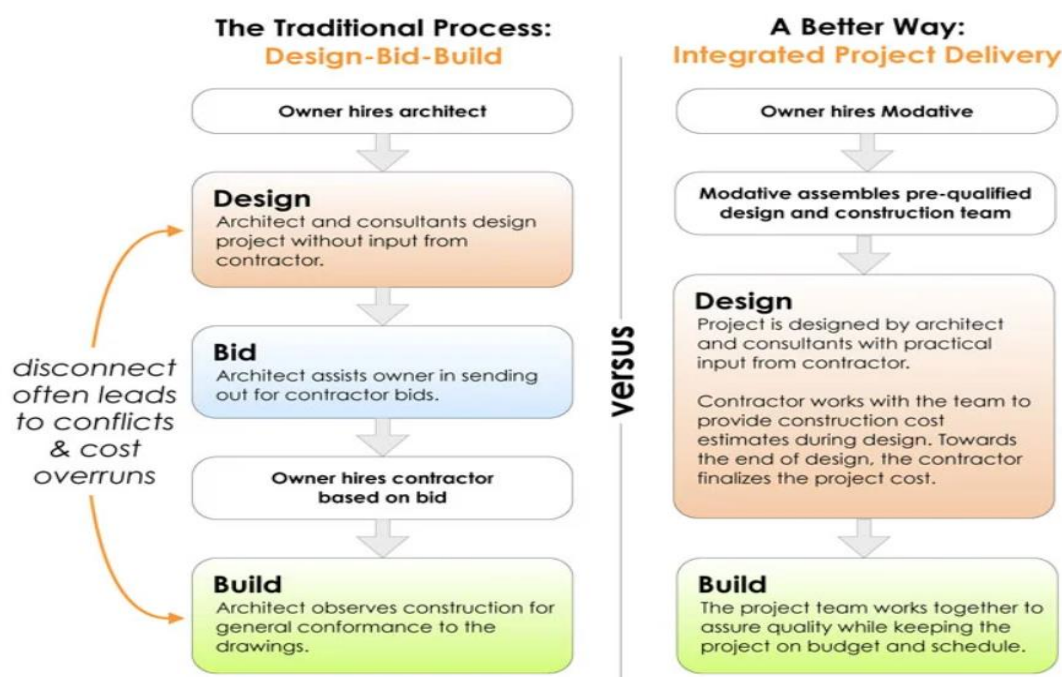 The Traditional Process:
Design-Bid-Build
Owner hires architect
Design
Architect and consultants design
project without input from
contractor.
Bid
Architect assists owner in sending
out for contractor bids.
Owner hires contractor
based on bid
Build
Architect observes construction for
general conformance to the
drawings.
disconnect
often leads
to conflicts
& cost
overruns
versus
A Better Way:
Integrated Project Delivery
Owner hires Modative
Modative assembles pre-qualified
design and construction team
Design
Project is designed by architect
and consultants with practical
input from contractor.
Contractor works with the team to
provide construction cost
estimates during design. Towards
the end of design, the contractor
finalizes the project cost.
Build
The project team works together to
assure quality while keeping the
project on budget and schedule.